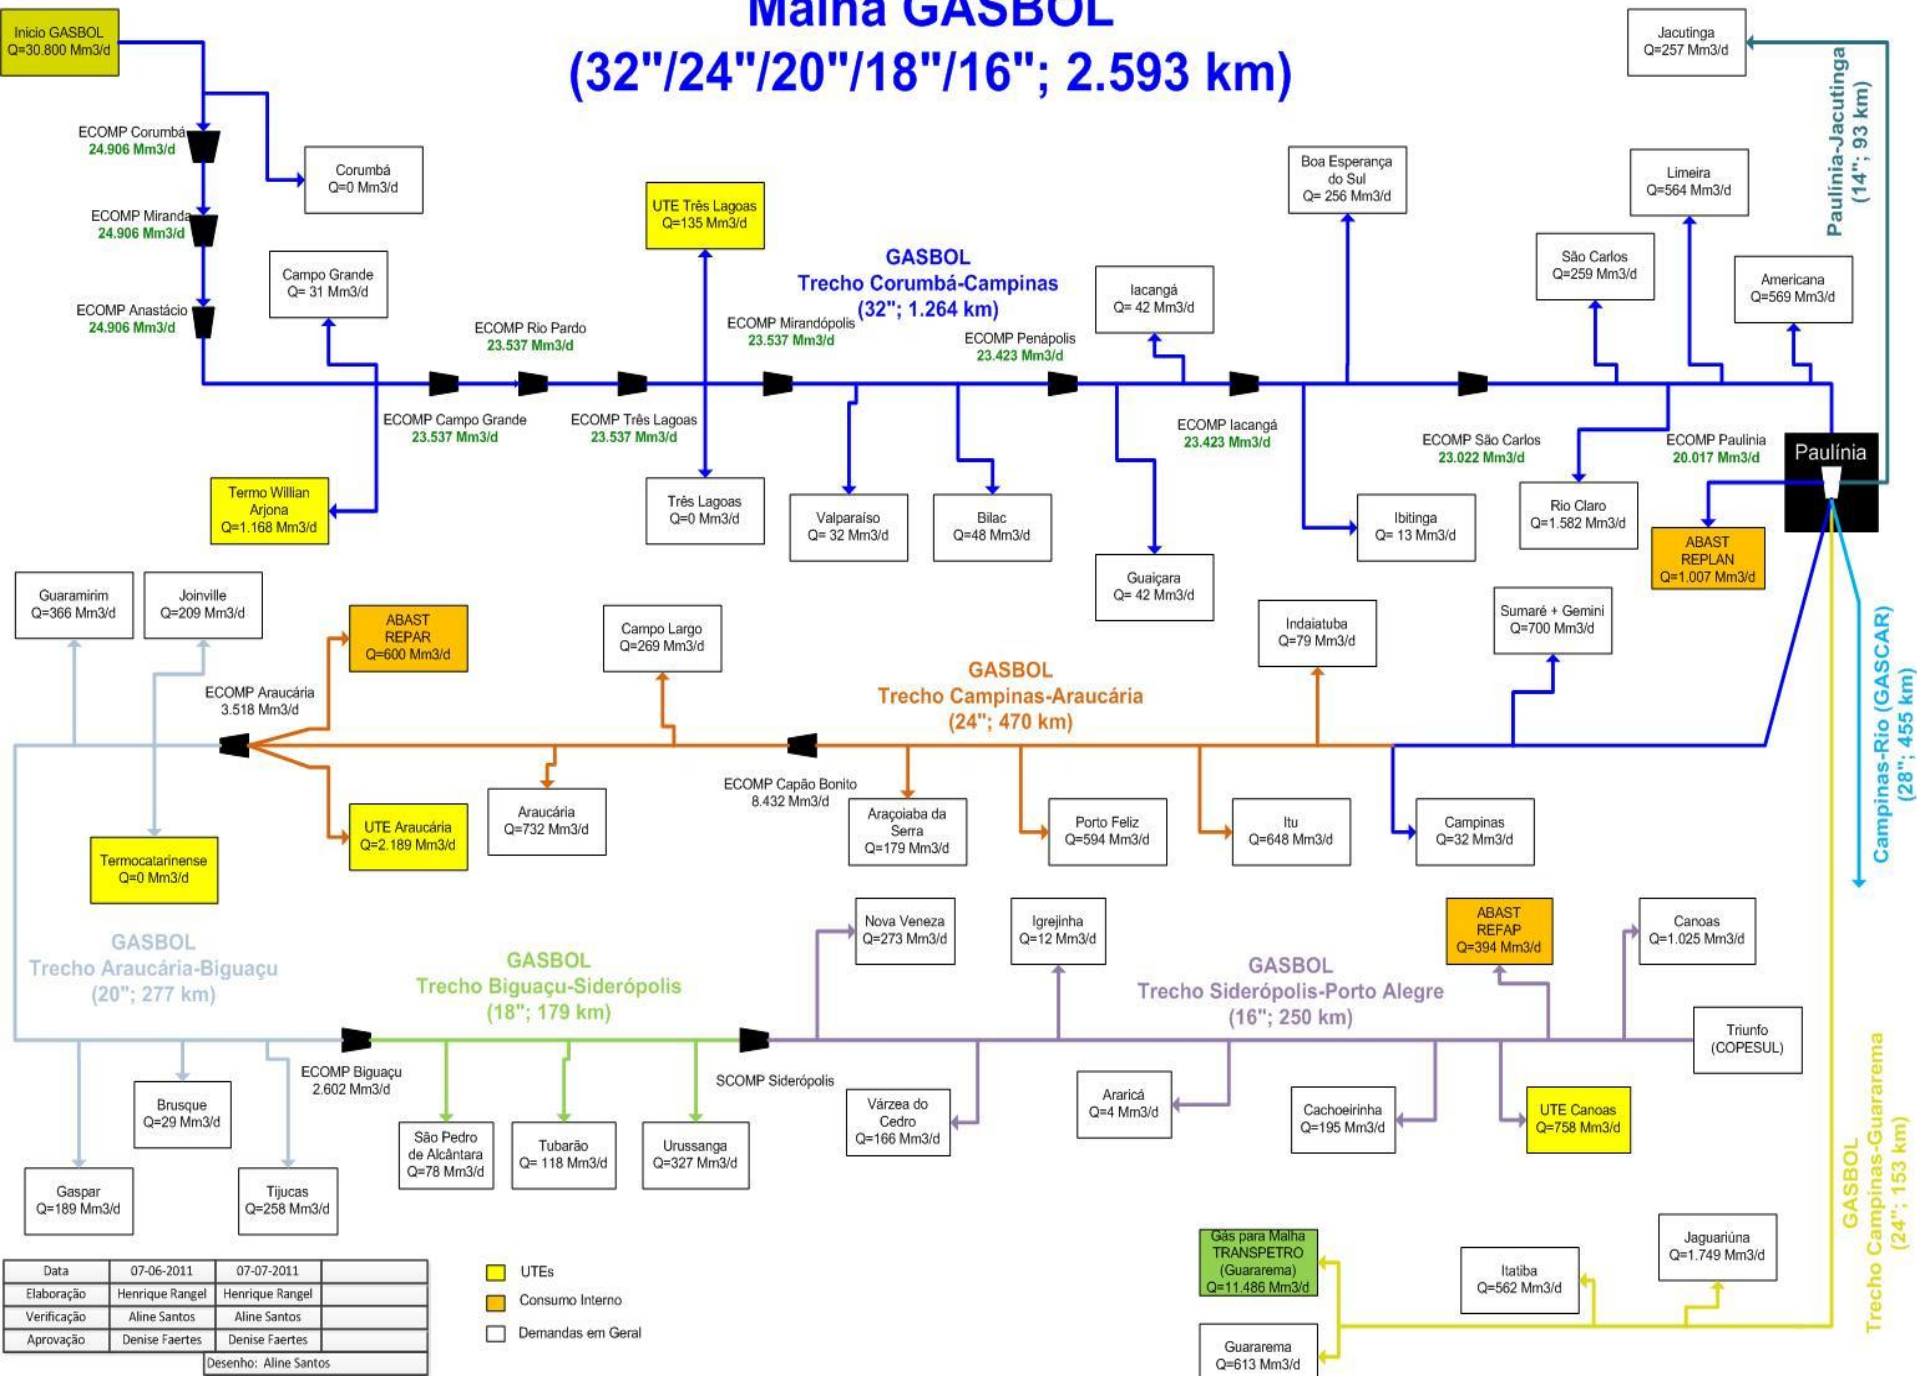 Malha GASBOL
(32"/24"/20"/18"/16"; 2.593 km)
Inicio GASBOL
Q=30.800 Mm3/d
Jacutinga
Q=257 Mm3/d
Paulínia-Jacutinga
(14"; 93 km)
ECOMP Corumbá
24.906 Mm3/d
Corumbá
Q=0 Mm3/d
ECOMP Miranda
24.906 Mm3/d
Campo Grande
Q= 31 Mm3/d
ECOMP Anastácio
24.906 Mm3/d
UTE Três Lagoas
Q=135 Mm3/d
GASBOL
Trecho Corumbá-Campinas
(32"; 1.264 km)
Boa Esperança
do Sul
Q= 256 Mm3/d
Limeira
Q=564 Mm3/d
São Carlos
Q=259 Mm3/d
Americana
Q=569 Mm3/d
Iacangá
Q= 42 Mm3/d
ECOMP Rio Pardo
23.537 Mm3/d
ECOMP Mirandópolis
23.537 Mm3/d
ECOMP Penápolis
23.423 Mm3/d
ECOMP Campo Grande
23.537 Mm3/d
ECOMP Três Lagoas
23.537 Mm3/d
ECOMP Iacangá
23.423 Mm3/d
ECOMP São Carlos
23.022 Mm3/d
ECOMP Paulinia
20.017 Mm3/d
Paulínia
Termo Willian
Arjona
Q=1.168 Mm3/d
Três Lagoas
Q=0 Mm3/d
Valparaíso
Q= 32 Mm3/d
Bilac
Q=48 Mm3/d
Guaiçara
Q= 42 Mm3/d
Ibitinga
Q= 13 Mm3/d
Rio Claro
Q=1.582 Mm3/d
ABAST
REPLAN
Q=1.007 Mm3/d
Guaramirim
Q=366 Mm3/d
Joinville
Q=209 Mm3/d
ABAST
REPAR
Q=600 Mm3/d
Campo Largo
Q=269 Mm3/d
Indaiatuba
Q=79 Mm3/d
Sumaré + Gemini
Q=700 Mm3/d
ECOMP Araucária
3.518 Mm3/d
GASBOL
Trecho Campinas-Araucária
(24"; 470 km)
Campinas-Rio (GASCAR)
(28"; 455 km)
ECOMP Capão Bonito
8.432 Mm3/d
Termocatarinense
Q=0 Mm3/d
UTE Araucária
Q=2.189 Mm3/d
Araucária
Q=732 Mm3/d
Araçoiaba da
Serra
Q=179 Mm3/d
Porto Feliz
Q=594 Mm3/d
Itu
Q=648 Mm3/d
Campinas
Q=32 Mm3/d
GASBOL
Trecho Araucária-Biguaçu
(20"; 277 km)
GASBOL
Trecho Biguaçu-Siderópolis
(18"; 179 km)
Nova Veneza
Q=273 Mm3/d
Igrejinha
Q=12 Mm3/d
GASBOL
Trecho Siderópolis-Porto Alegre
(16"; 250 km)
ABAST
REFAP
Q=394 Mm3/d
Canoas
Q=1.025 Mm3/d
Triunfo
(COPESUL)
ECOMP Biguaçu
2.602 Mm3/d
SCOMP Siderópolis
Gaspar
Q=189 Mm3/d
Brusque
Q=29 Mm3/d
Tijucas
Q=258 Mm3/d
São Pedro
de Alcântara
Q=78 Mm3/d
Tubarão
Q= 118 Mm3/d
Urussanga
Q=327 Mm3/d
Várzea do
Cedro
Q=166 Mm3/d
Araricá
Q=4 Mm3/d
Cachoeirinha
Q=195 Mm3/d
UTE Canoas
Q=758 Mm3/d
GASBOL
Trecho Campinas-Guararema
(24"; 153 km)
Gás para Malha
TRANSPETRO
(Guararema)
Q=11.486 Mm3/d
Guararema
Q=613 Mm3/d
Itatiba
Q=562 Mm3/d
Jaguariúna
Q=1.749 Mm3/d
Data 07-06-2011 07-07-2011
Elaboração Henrique Rangel Henrique Rangel
Verificação Aline Santos Aline Santos
Aprovação Denise Faertes Denise Faertes
Desenho: Aline Santos
UTEs
Consumo Interno
Demandas em Geral